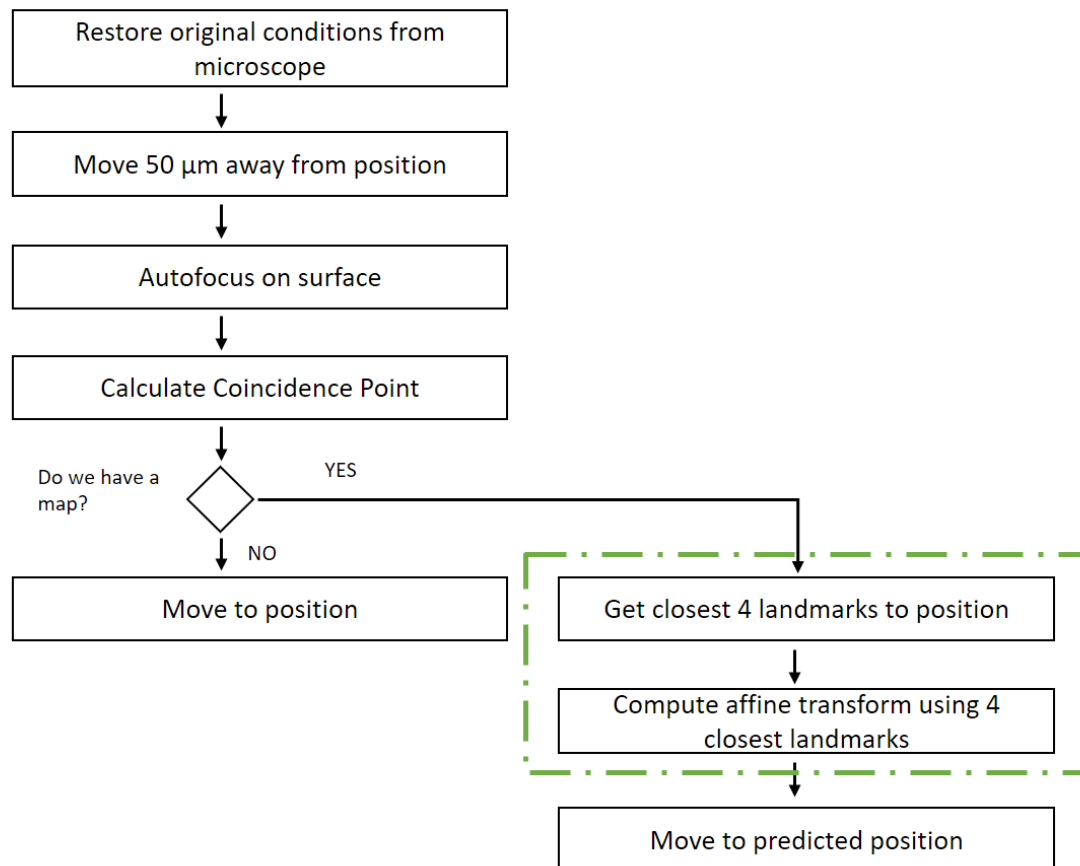 Restore original conditions from
microscope
Move 50 µm away from position
Autofocus on surface
Calculate Coincidence Point
Do we have a
map?
YES
NO
Move to position
Get closest 4 landmarks to position
Compute affine transform using 4
closest landmarks
Move to predicted position